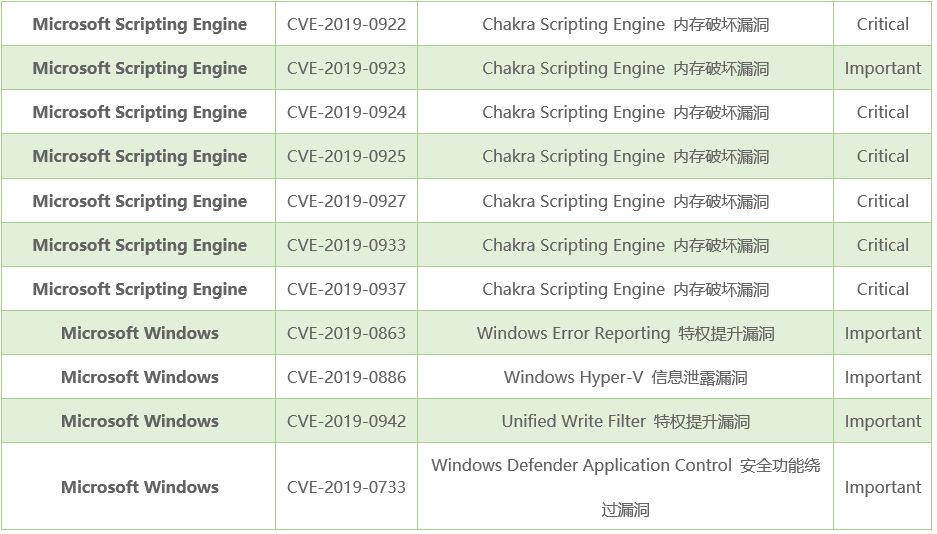 Microsoft Scripting Engine CVE-2019-0922 Chakra Scripting Engine 内存破坏漏洞 Critical
Microsoft Scripting Engine CVE-2019-0923 Chakra Scripting Engine 内存破坏漏洞 Important
Microsoft Scripting Engine CVE-2019-0924 Chakra Scripting Engine 内存破坏漏洞 Critical
Microsoft Scripting Engine CVE-2019-0925 Chakra Scripting Engine 内存破坏漏洞 Critical
Microsoft Scripting Engine CVE-2019-0927 Chakra Scripting Engine 内存破坏漏洞 Critical
Microsoft Scripting Engine CVE-2019-0933 Chakra Scripting Engine 内存破坏漏洞 Critical
Microsoft Scripting Engine CVE-2019-0937 Chakra Scripting Engine 内存破坏漏洞 Critical
Microsoft Windows CVE-2019-0863 Windows Error Reporting 特权提升漏洞 Important
Microsoft Windows CVE-2019-0886 Windows Hyper-V 信息泄露漏洞 Important
Microsoft Windows CVE-2019-0942 Unified Write Filter 特权提升漏洞 Important
Microsoft Windows CVE-2019-0733 Windows Defender Application Control 安全功能绕
过漏洞 Important